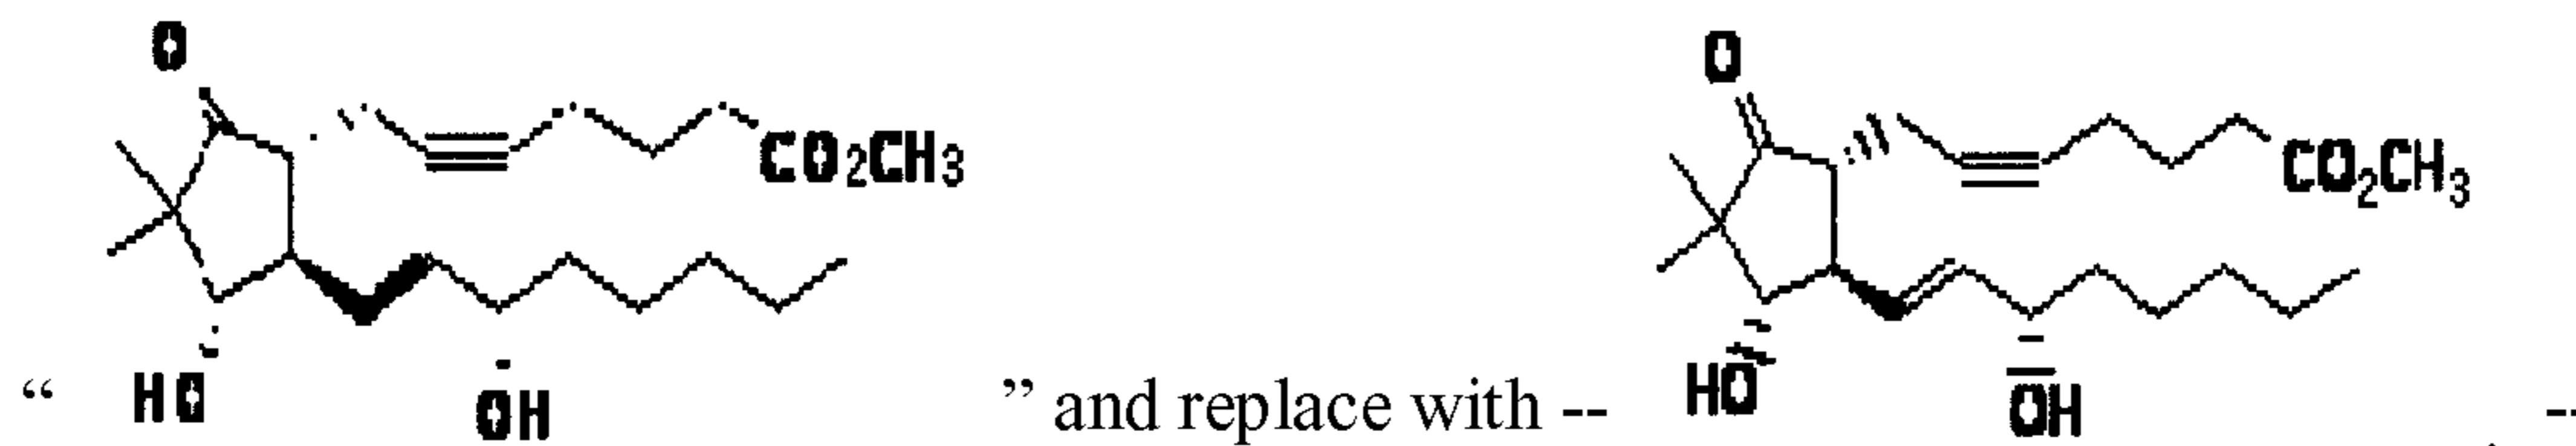 O O
CO₂CH₃ CO₂CH₃
“ HO OH ” and replace with -- HO OH --